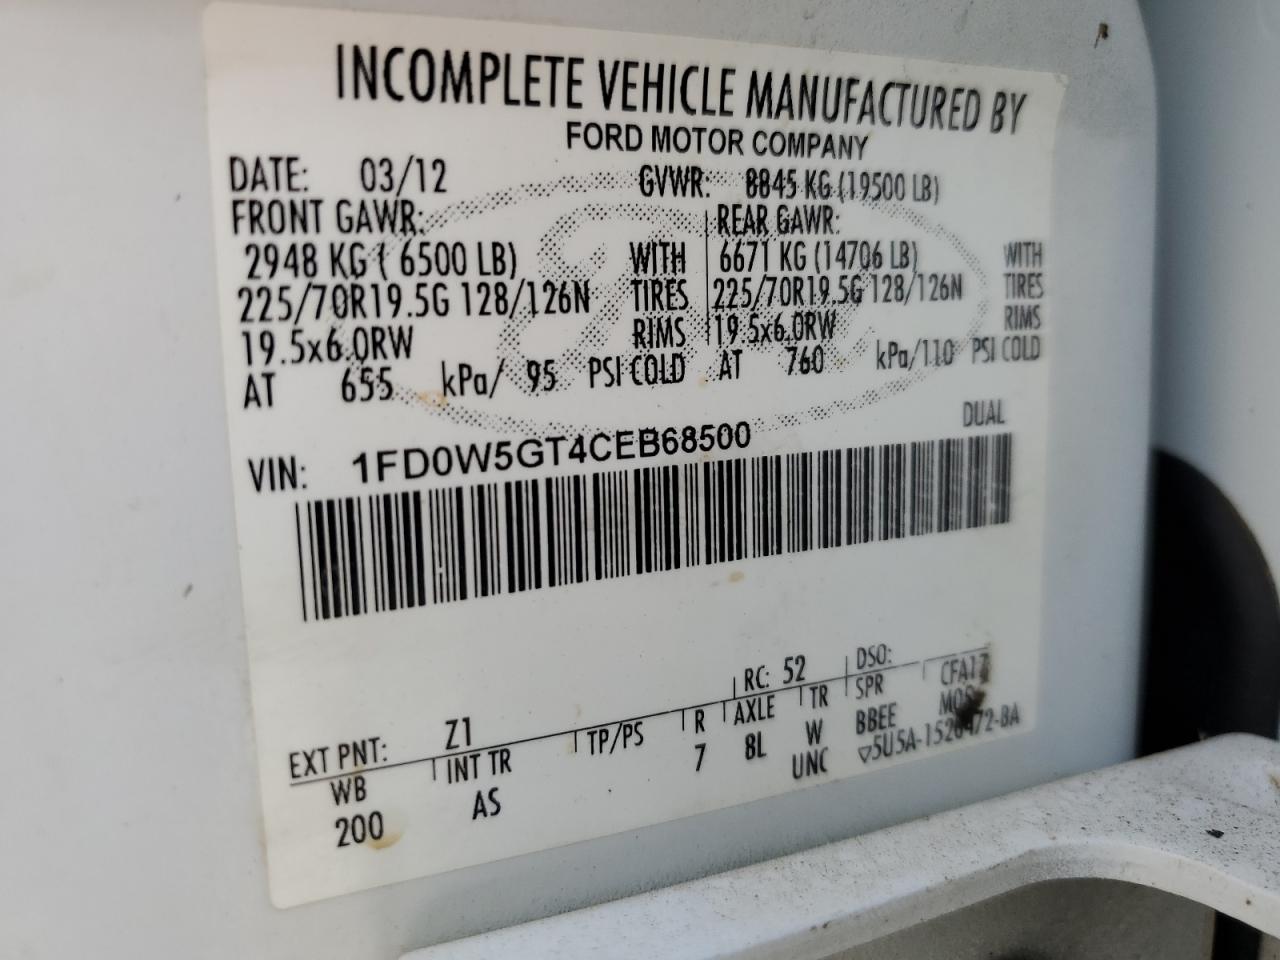 INCOMPLETE VEHICLE MANUFACTURED BY
FORD MOTOR COMPANY
DATE: 03/12 GVWR: 8845 KG (19500 LB)
FRONT GAWR: REAR GAWR:
2948 KG ( 6500 LB) WITH 6671 KG (14706 LB) WITH
225/70R19.5G 128/126N TIRES 225/70R19.5G 128/126N TIRES
19.5x6.0RW RIMS 19.5x6.0RW RIMS
AT 655 kPa/ 95 PSI COLD AT 760 kPa/110 PSI COLD
DUAL
VIN: 1FD0W5GT4CEB68500
EXT PNT: Z1 RC: 52 DSO:
WB INT TR TP/PS R AXLE TR SPR CFA17
200 AS 7 8L W BBEE
UNC ▽5U5A-1520472-BA